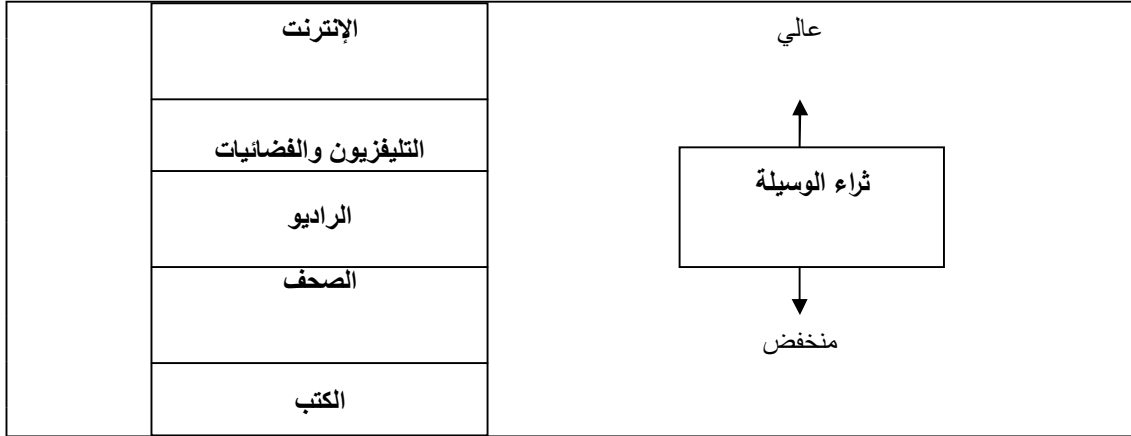 عالي
الإنترنت
التليفزيون والفضائيات
ثراء الوسيلة
الراديو
الصحف
منخفض
الكتب